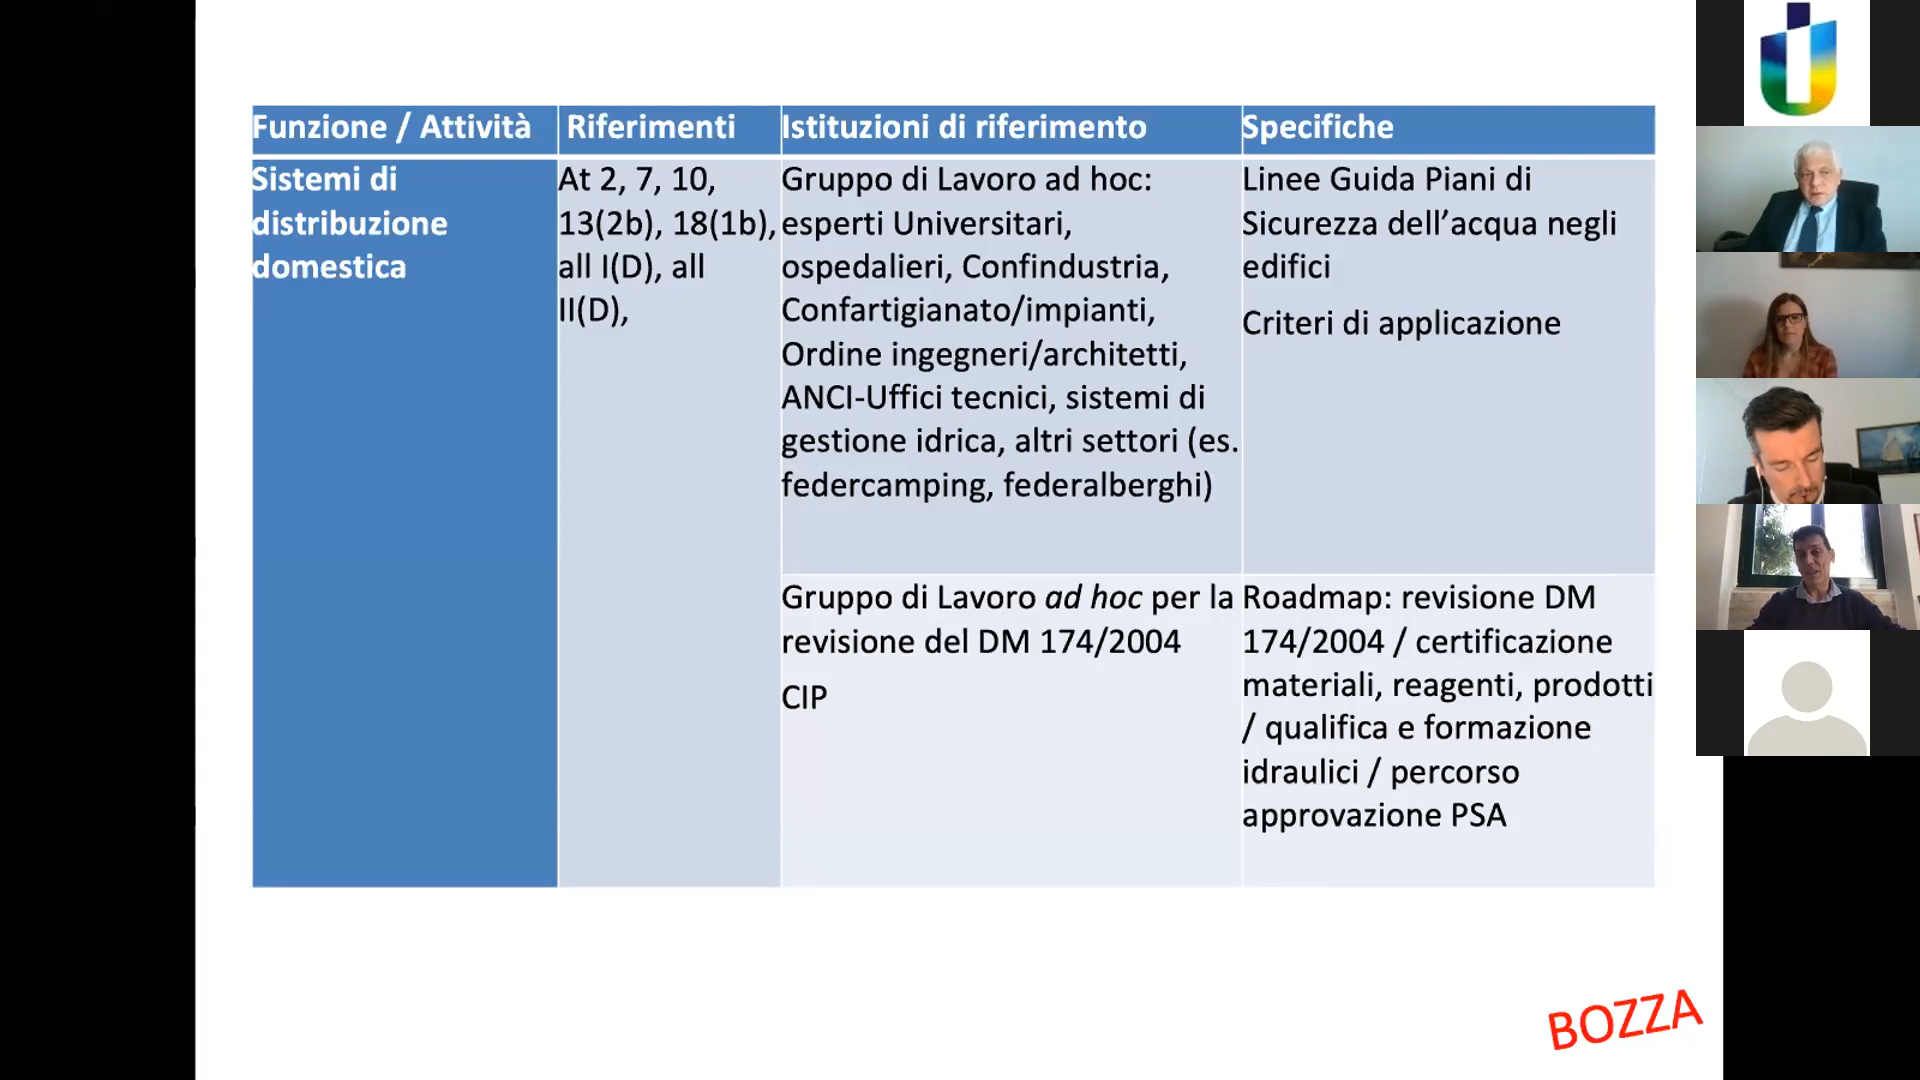 Funzione / Attività
Riferimenti
Istituzioni di riferimento
Specifiche
Sistemi di
distribuzione
domestica
At 2, 7, 10,
13(2b), 18(1b),
all I(D), all
II(D),
Gruppo di Lavoro ad hoc:
esperti Universitari,
ospedalieri, Confindustria,
Confartigianato/impianti,
Ordine ingegneri/architetti,
ANCI-Uffici tecnici, sistemi di
gestione idrica, altri settori (es.
federcamping, federalberghi)
Linee Guida Piani di
Sicurezza dell’acqua negli
edifici
Criteri di applicazione
Gruppo di Lavoro ad hoc per la
revisione del DM 174/2004
CIP
Roadmap: revisione DM
174/2004 / certificazione
materiali, reagenti, prodotti
/ qualifica e formazione
idraulici / percorso
approvazione PSA
BOZZA